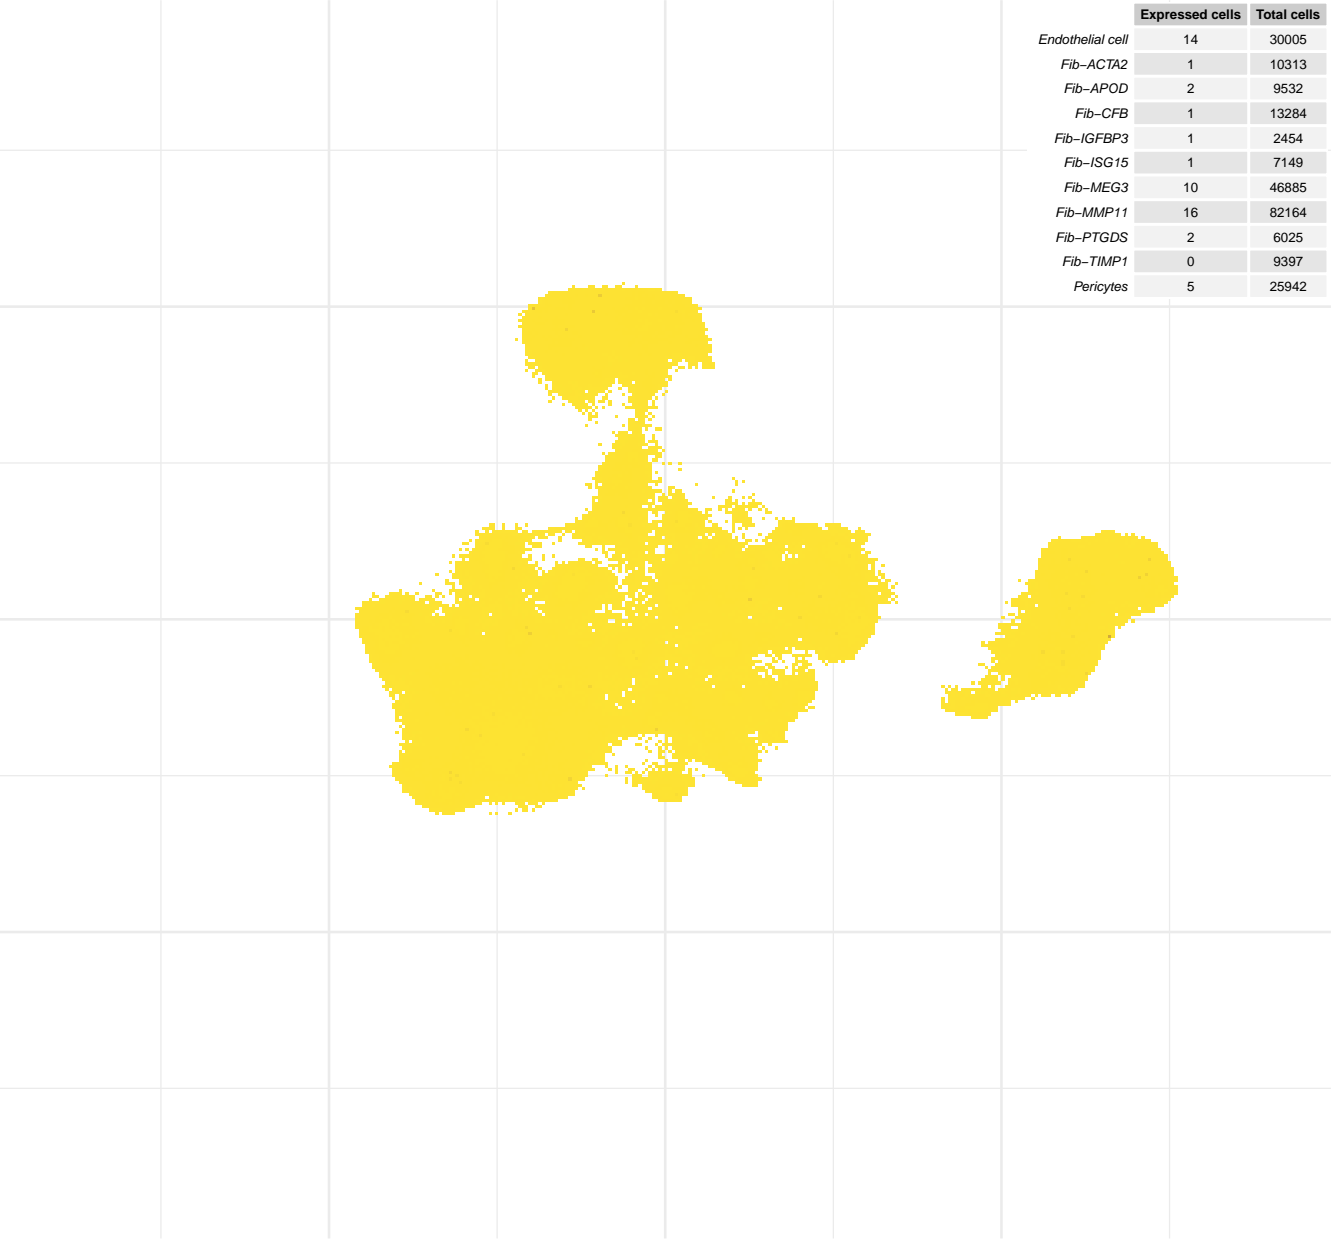 Expressed cells Total cells
Endothelial cell 14 30005
Fib−ACTA2 1 10313
Fib−APOD 2 9532
Fib−CFB 1 13284
Fib−IGFBP3 1 2454
Fib−ISG15 1 7149
Fib−MEG3 10 46885
Fib−MMP11 16 82164
Fib−PTGDS 2 6025
Fib−TIMP1 0 9397
Pericytes 5 25942